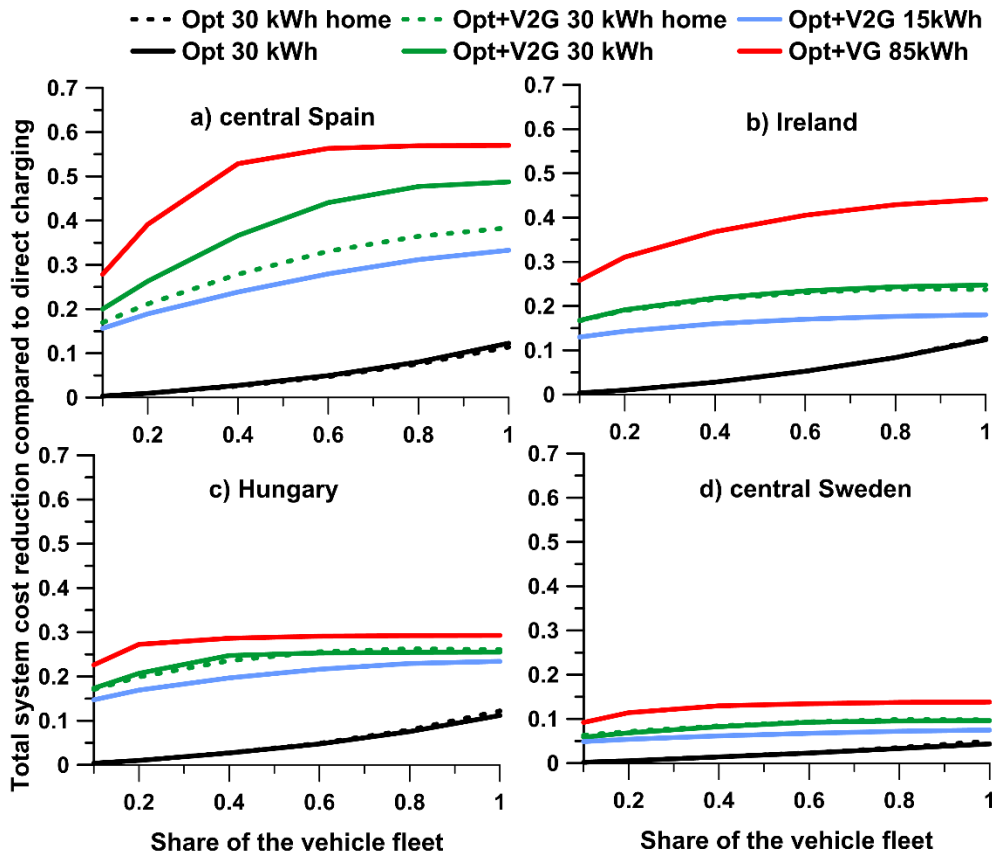 Opt 30 kWh home Opt+V2G 30 kWh home Opt+V2G 15kWh
Opt 30 kWh Opt+V2G 30 kWh Opt+VG 85kWh
Total system cost reduction compared to direct charging
a) central Spain
0.7
0.6
0.5
0.4
0.3
0.2
0.1
0
0.2 0.4 0.6 0.8 1
b) Ireland
0.7
0.6
0.5
0.4
0.3
0.2
0.1
0
0.2 0.4 0.6 0.8 1
c) Hungary
0.7
0.6
0.5
0.4
0.3
0.2
0.1
0
0.2 0.4 0.6 0.8 1
Share of the vehicle fleet
d) central Sweden
0.7
0.6
0.5
0.4
0.3
0.2
0.1
0
0.2 0.4 0.6 0.8 1
Share of the vehicle fleet